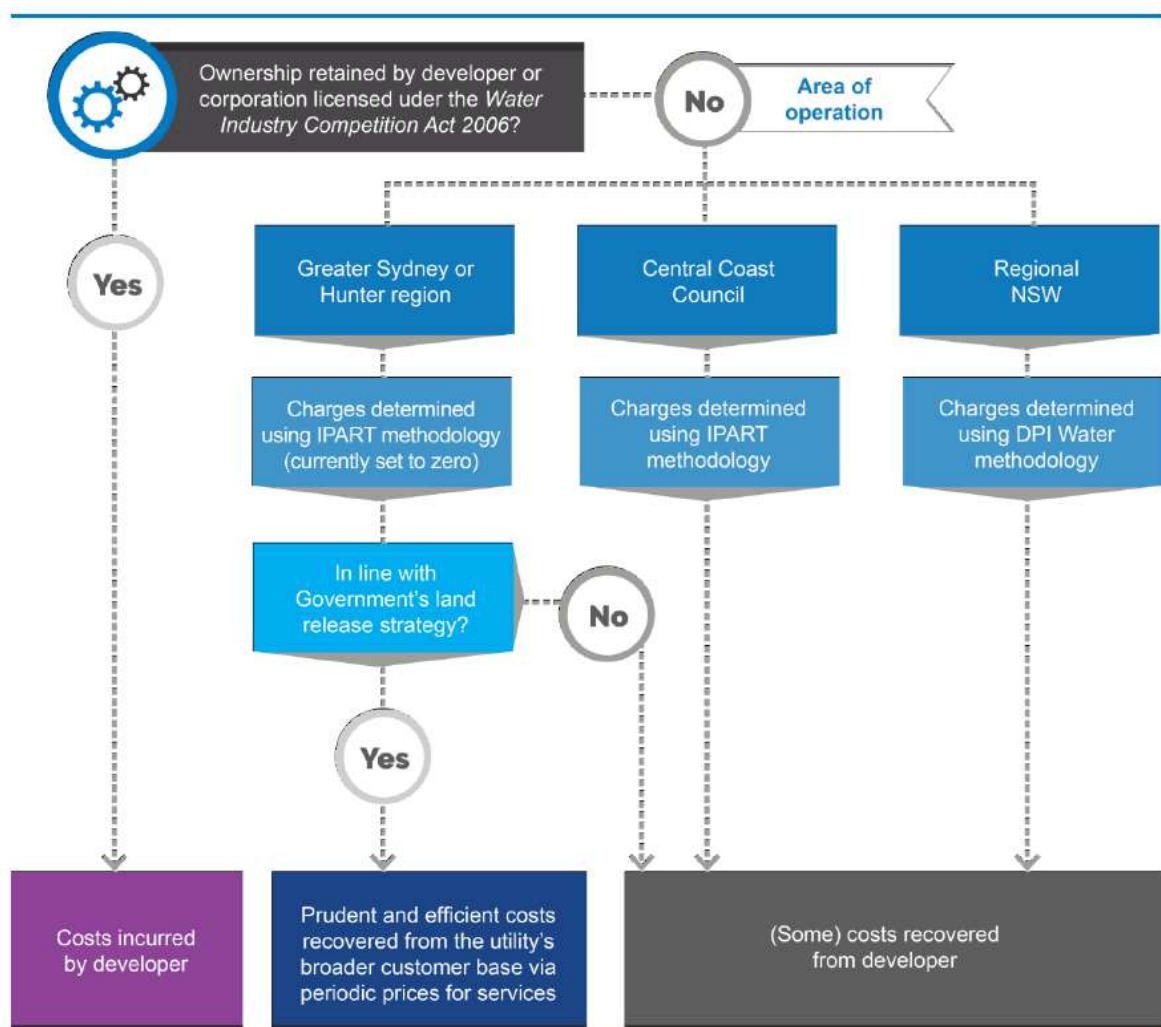 Ownership retained by developer or
corporation licensed uder the Water
Industry Competition Act 2006?
No
Area of
operation
Yes
Greater Sydney or
Hunter region
Central Coast
Council
Regional
NSW
Charges determined
using IPART methodology
(currently set to zero)
Charges determined
using IPART
methodology
Charges determined
using DPI Water
methodology
In line with
Government's land
release strategy?
No
Yes
Costs incurred
by developer
Prudent and efficient costs
recovered from the utility's
broader customer base via
periodic prices for services
(Some) costs recovered
from developer